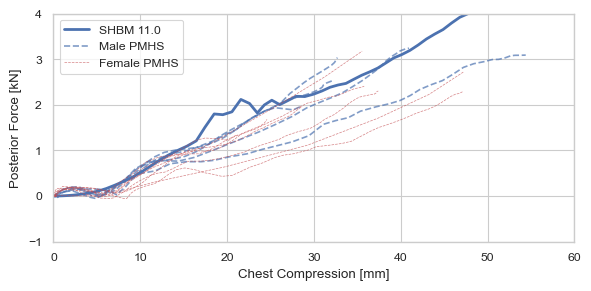 SHBM 11.0
Male PMHS
Female PMHS
4
3
2
1
0
−1
Posterior Force [kN]
0 10 20 30 40 50 60
Chest Compression [mm]